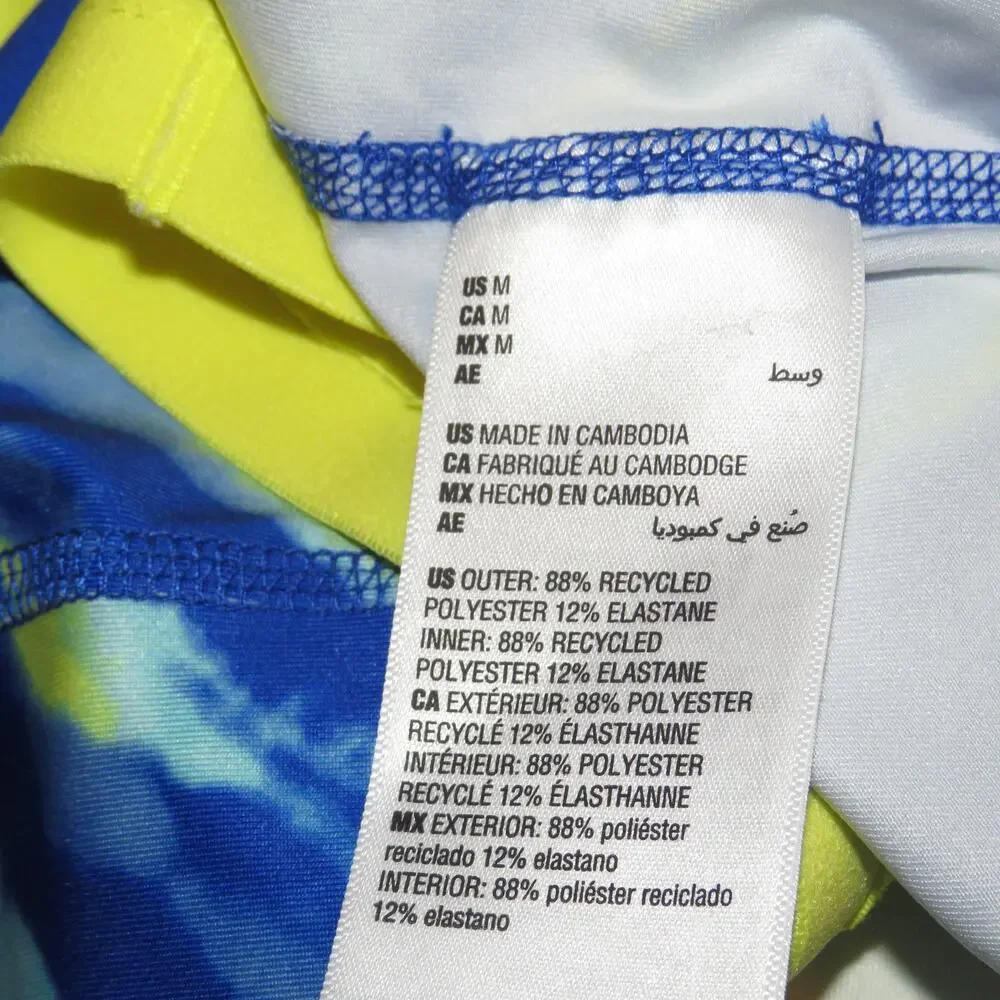 US M
CA M
MX M
AE وسط
US MADE IN CAMBODIA
CA FABRIQUÉ AU CAMBODGE
MX HECHO EN CAMBOYA
AE صُنع في كمبوديا
US OUTER: 88% RECYCLED
POLYESTER 12% ELASTANE
INNER: 88% RECYCLED
POLYESTER 12% ELASTANE
CA EXTÉRIEUR: 88% POLYESTER
RECYCLÉ 12% ÉLASTHANNE
INTÉRIEUR: 88% POLYESTER
RECYCLÉ 12% ÉLASTHANNE
MX EXTERIOR: 88% poliéster
reciclado 12% elastano
INTERIOR: 88% poliéster reciclado
12% elastano